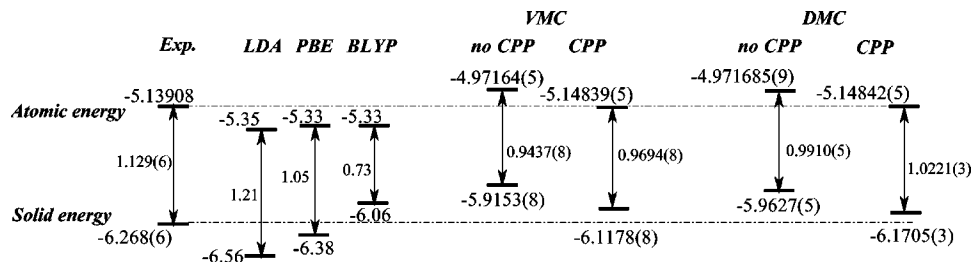 VMC DMC
Exp. LDA PBE BLYP no CPP CPP no CPP CPP
-4.97164(5) -4.971685(9)
-5.13908 -5.14839(5) -5.14842(5)
Atomic energy -5.35 -5.33 -5.33
1.129(6) 1.21 1.05 0.73 0.9437(8) 0.9694(8) 0.9910(5) 1.0221(3)
-5.9153(8) -5.9627(5)
Solid energy -6.06
-6.268(6) -6.56 -6.38 -6.1178(8) -6.1705(3)